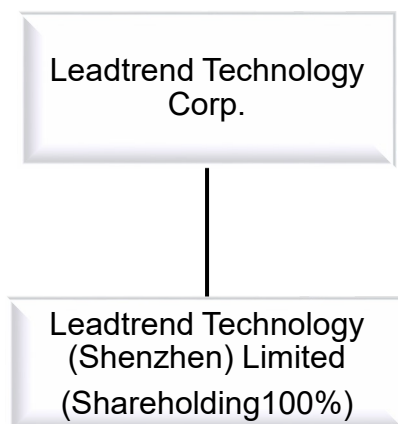 Leadtrend Technology
Corp.
Leadtrend Technology
(Shenzhen) Limited
(Shareholding100%)